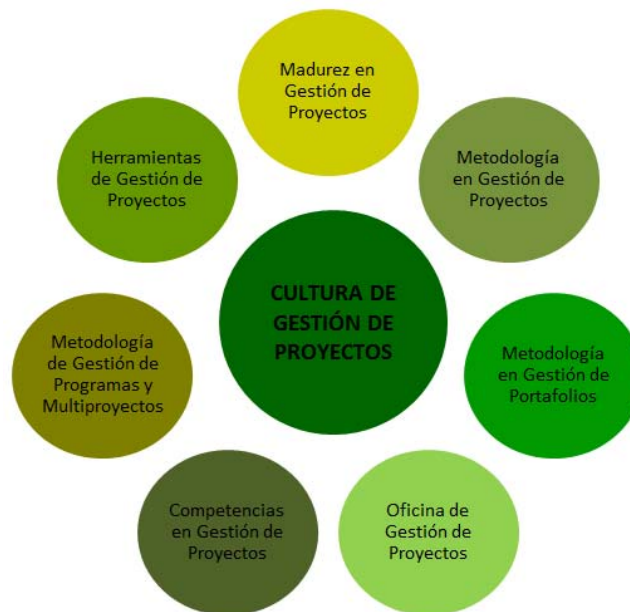 Madurez en
Gestión de
Proyectos
Herramientas
de Gestión de
Proyectos
Metodología
en Gestión de
Proyectos
CULTURA DE
GESTIÓN DE
PROYECTOS
Metodología
de Gestión de
Programas y
Multiproyectos
Metodología
en Gestión de
Portafolios
Competencias
en Gestión de
Proyectos
Oficina de
Gestión de
Proyectos